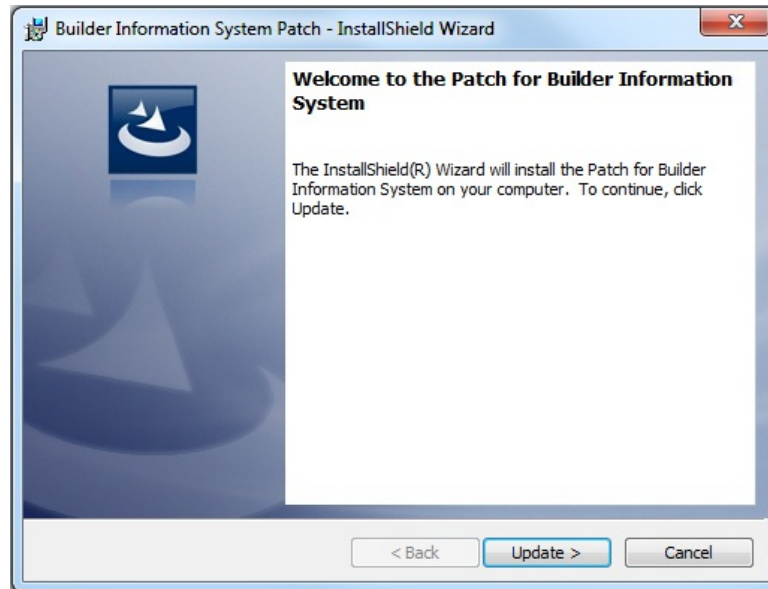 Builder Information System Patch - InstallShield Wizard
Welcome to the Patch for Builder Information
System
The InstallShield(R) Wizard will install the Patch for Builder
Information System on your computer.  To continue, click
Update.
< Back
Update >
Cancel